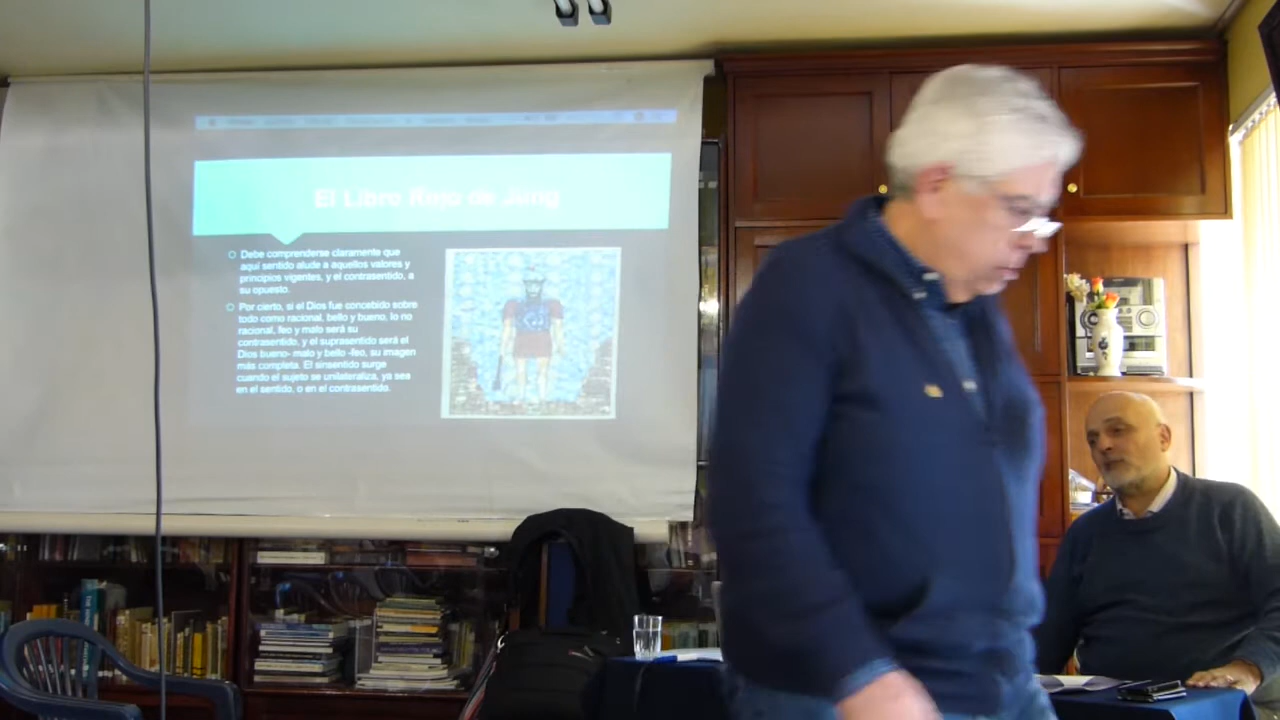 El Libro Rojo de Jung
Debe comprenderse claramente que
aquí sentido alude a aquellos valores y
principios vigentes, y el contrasentido, a
su opuesto.
Por cierto, si el Dios fue concebido sobre
todo como racional, bello y bueno, lo no
racional, feo y malo será su
contrasentido, y el suprasentido será el
Dios bueno- malo y bello -feo, su imagen
más completa. El sinsentido surge
cuando el sujeto se unilateraliza, ya sea
en el sentido, o en el contrasentido.